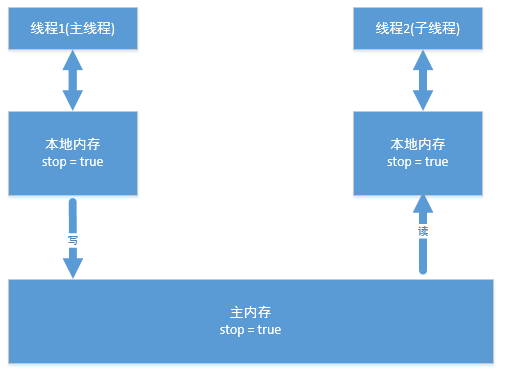 线程1(主线程)
线程2(子线程)
本地内存
stop = true
本地内存
stop = true
写
读
主内存
stop = true